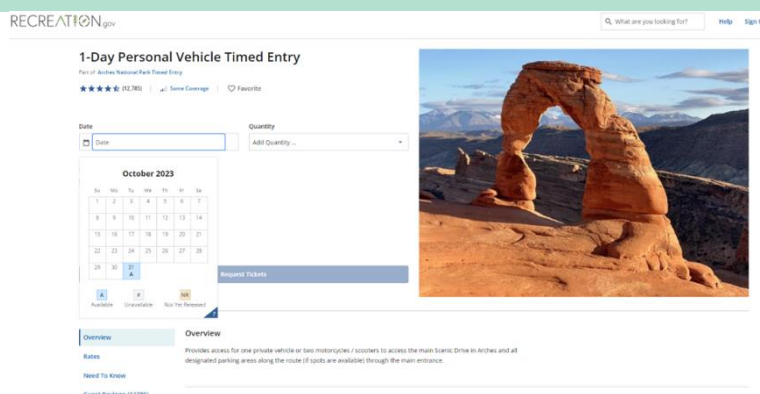 RECREATION.gov
What are you looking for?
Help
Sign
1-Day Personal Vehicle Timed Entry
Part of Arches National Park Timed Entry
(12,785) Some Coverage Favorite
Date Quantity
Date Add Quantity ...
October 2023
Su Mo Tu We Th Fr Sa
1 2 3 4 5 6 7
8 9 10 11 12 13 14
15 16 17 18 19 20 21
22 23 24 25 26 27 28
29 30 31
A
Request Tickets
A # NR
Available Unavailable Not Yet Released
?
Overview
Rates
Need To Know
Overview
Provides access for one private vehicle or two motorcycles / scooters to access the main Scenic Drive in Arches and all
designated parking areas along the route (if spots are available) through the main entrance.